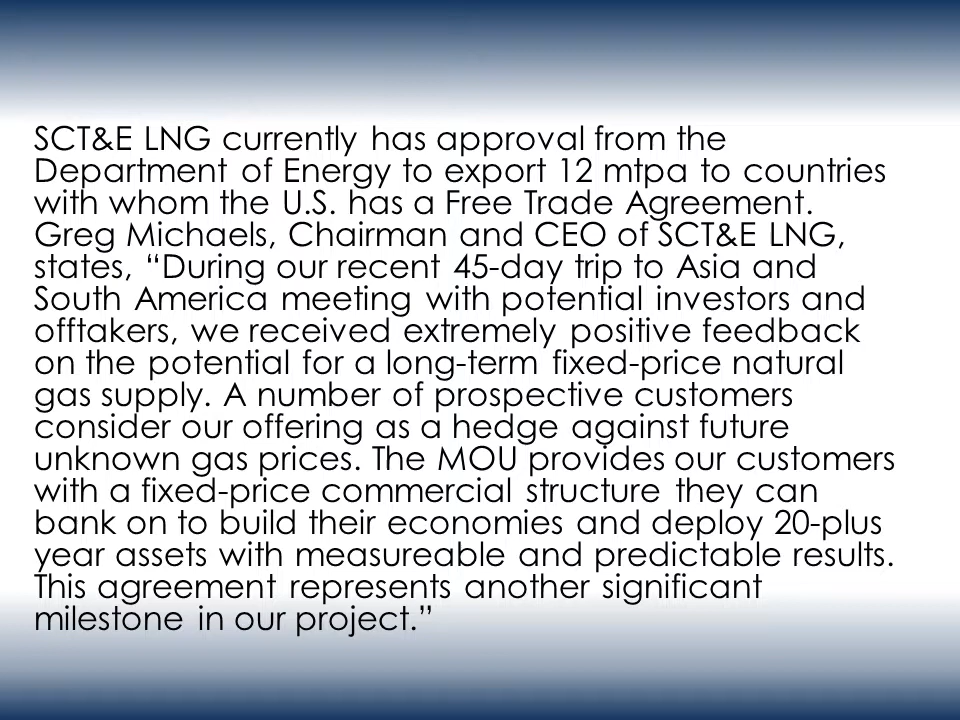 SCT&E LNG currently has approval from the
Department of Energy to export 12 mtpa to countries
with whom the U.S. has a Free Trade Agreement.
Greg Michaels, Chairman and CEO of SCT&E LNG,
states, “During our recent 45-day trip to Asia and
South America meeting with potential investors and
offtakers, we received extremely positive feedback
on the potential for a long-term fixed-price natural
gas supply. A number of prospective customers
consider our offering as a hedge against future
unknown gas prices. The MOU provides our customers
with a fixed-price commercial structure they can
bank on to build their economies and deploy 20-plus
year assets with measureable and predictable results.
This agreement represents another significant
milestone in our project.”